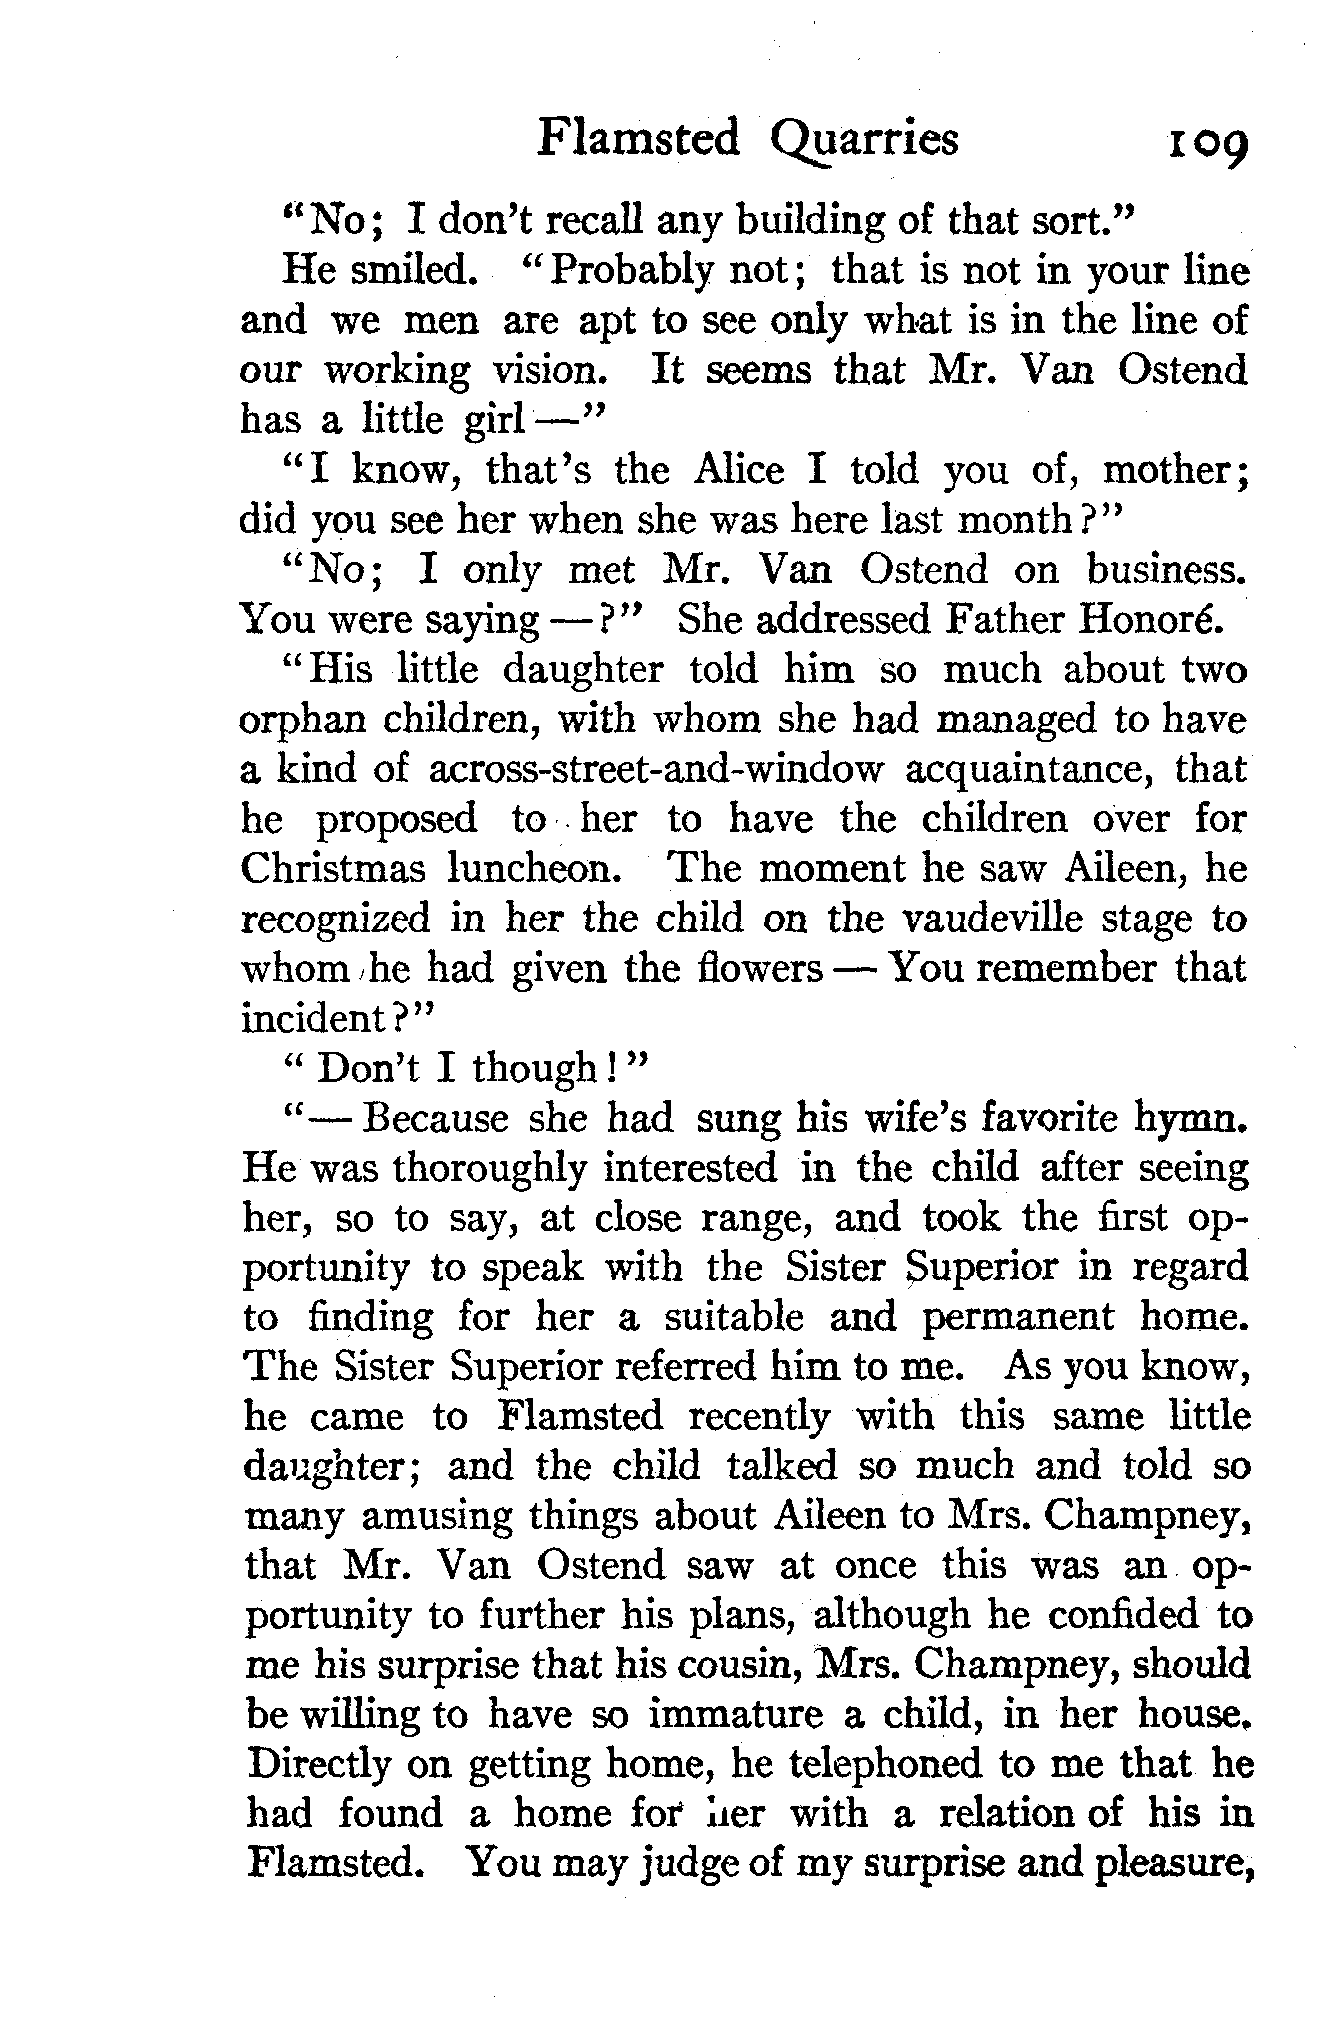 Flamsted Quarries 109
"No; I don't recall any building of that sort."
He smiled. "Probably not; that is not in your line
and we men are apt to see only what is in the line of
our working vision. It seems that Mr. Van Ostend
has a little girl—"
"I know, that's the Alice I told you of, mother;
did you see her when she was here last month?"
"No; I only met Mr. Van Ostend on business.
You were saying—?" She addressed Father Honoré.
"His little daughter told him so much about two
orphan children, with whom she had managed to have
a kind of across-street-and-window acquaintance, that
he proposed to her to have the children over for
Christmas luncheon. The moment he saw Aileen, he
recognized in her the child on the vaudeville stage to
whom he had given the flowers— You remember that
incident?"
"Don't I though!"
"—Because she had sung his wife's favorite hymn.
He was thoroughly interested in the child after seeing
her, so to say, at close range, and took the first op-
portunity to speak with the Sister Superior in regard
to finding for her a suitable and permanent home.
The Sister Superior referred him to me. As you know,
he came to Flamsted recently with this same little
daughter; and the child talked so much and told so
many amusing things about Aileen to Mrs. Champney,
that Mr. Van Ostend saw at once this was an op-
portunity to further his plans, although he confided to
me his surprise that his cousin, Mrs. Champney, should
be willing to have so immature a child, in her house.
Directly on getting home, he telephoned to me that he
had found a home for her with a relation of his in
Flamsted. You may judge of my surprise and pleasure,